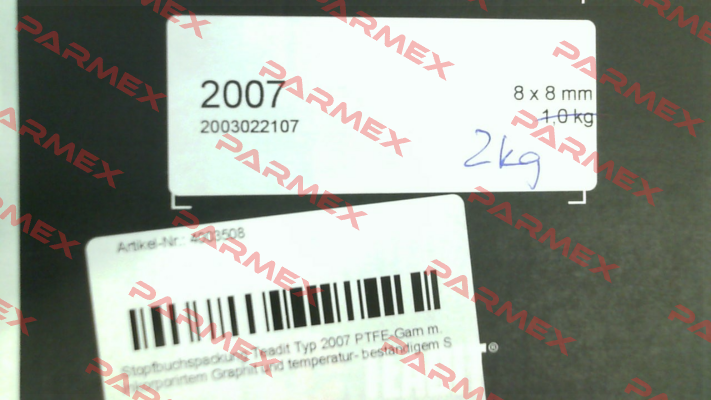 2007
8 x 8 mm
2003022107
1,0 kg
2kg
Artikel-Nr.: 4003508
Stopfbuchspackung Teadit Typ 2007 PTFE-Garn m.
Graphit und temperatur- beständigem S
PARMEX